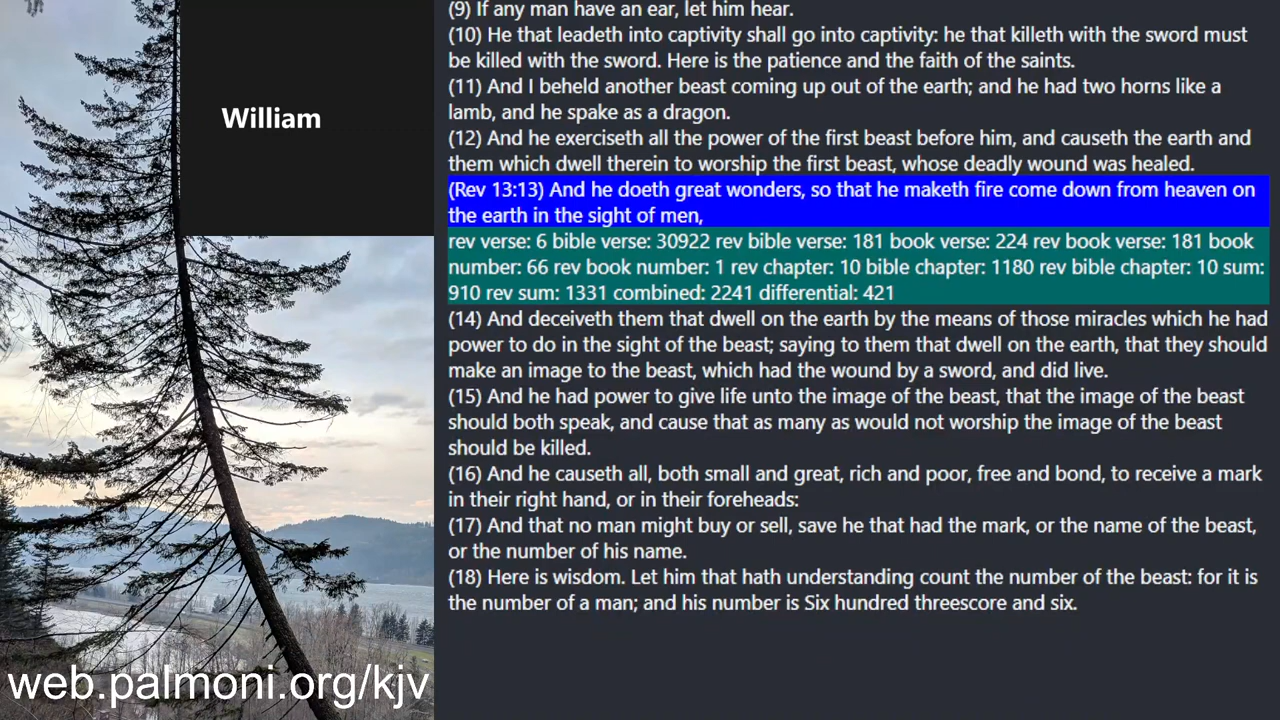 William
web.palmoni.org/kjv
(9) If any man have an ear, let him hear.
(10) He that leadeth into captivity shall go into captivity: he that killeth with the sword must
be killed with the sword. Here is the patience and the faith of the saints.
(11) And I beheld another beast coming up out of the earth; and he had two horns like a
lamb, and he spake as a dragon.
(12) And he exerciseth all the power of the first beast before him, and causeth the earth and
them which dwell therein to worship the first beast, whose deadly wound was healed.
(Rev 13:13) And he doeth great wonders, so that he maketh fire come down from heaven on
the earth in the sight of men,
rev verse: 6 bible verse: 30922 rev bible verse: 181 book verse: 224 rev book verse: 181 book
number: 66 rev book number: 1 rev chapter: 10 bible chapter: 1180 rev bible chapter: 10 sum:
910 rev sum: 1331 combined: 2241 differential: 421
(14) And deceiveth them that dwell on the earth by the means of those miracles which he had
power to do in the sight of the beast; saying to them that dwell on the earth, that they should
make an image to the beast, which had the wound by a sword, and did live.
(15) And he had power to give life unto the image of the beast, that the image of the beast
should both speak, and cause that as many as would not worship the image of the beast
should be killed.
(16) And he causeth all, both small and great, rich and poor, free and bond, to receive a mark
in their right hand, or in their foreheads:
(17) And that no man might buy or sell, save he that had the mark, or the name of the beast,
or the number of his name.
(18) Here is wisdom. Let him that hath understanding count the number of the beast: for it is
the number of a man; and his number is Six hundred threescore and six.